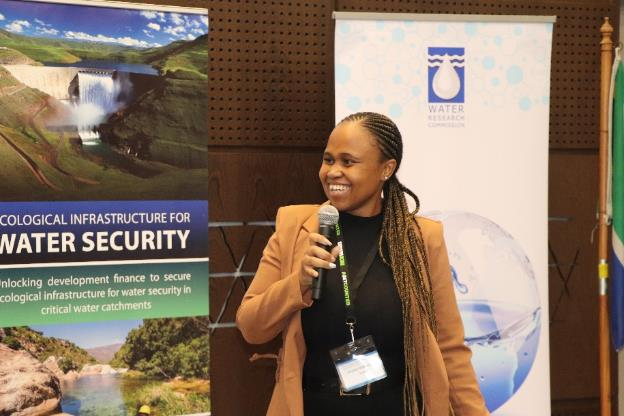 COLOGICAL INFRASTRUCTURE FOR
WATER SECURITY
Unlocking development finance to secure
cological infrastructure for water security in
critical water catchments
WATER
RESEARCH
COMMISSION